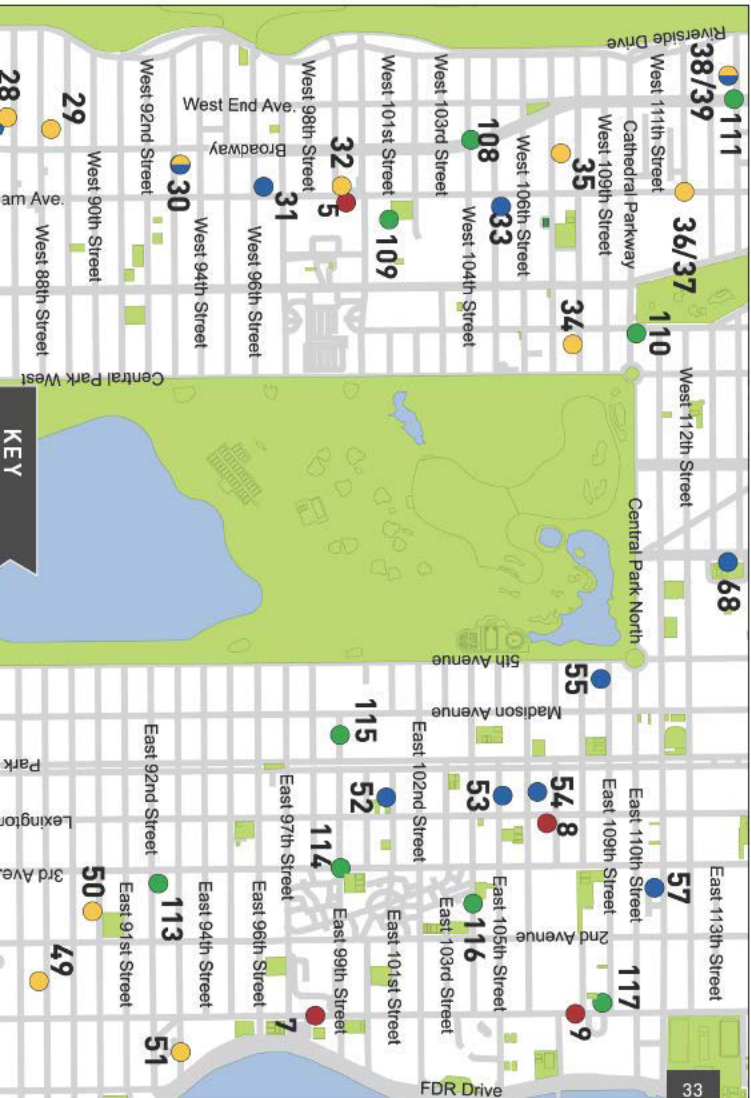 Riverside Drive
38/39
111
West 111th Street
28
29
West 92nd Street
West End Ave.
West 98th Street
West 101st Street
West 103rd Street
108
Cathedral Parkway
West 109th Street
35
Broadway
32
5
30
31
33
West 106th Street
36/37
am Ave.
West 90th Street
West 88th Street
West 94th Street
West 96th Street
109
West 104th Street
34
110
Central Park West
West 112th Street
KEY
Central Park North
68
5th Avenue
55
Madison Avenue
115
Park
East 92nd Street
East 102nd Street
52
53
54
8
East 97th Street
East 109th Street
East 110th Street
Lexington
114
3rd Ave.
50
113
57
East 113th Street
East 91st Street
East 94th Street
East 96th Street
East 99th Street
East 101st Street
East 103rd Street
116
East 105th Street
2nd Avenue
49
117
7
9
51
FDR Drive
33